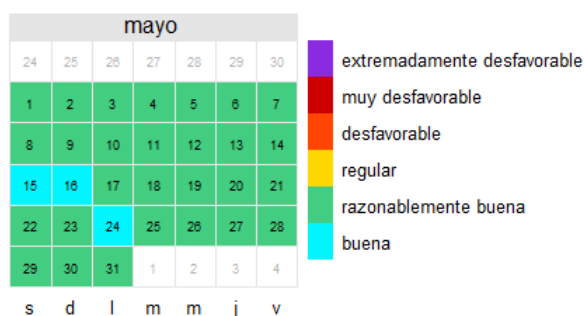 mayo
24 25 26 27 28 29 30
1 2 3 4 5 6 7
8 9 10 11 12 13 14
15 16 17 18 19 20 21
22 23 24 25 26 27 28
29 30 31 1 2 3 4
s d l m m j v
extremadamente desfavorable
muy desfavorable
desfavorable
regular
razonablemente buena
buena